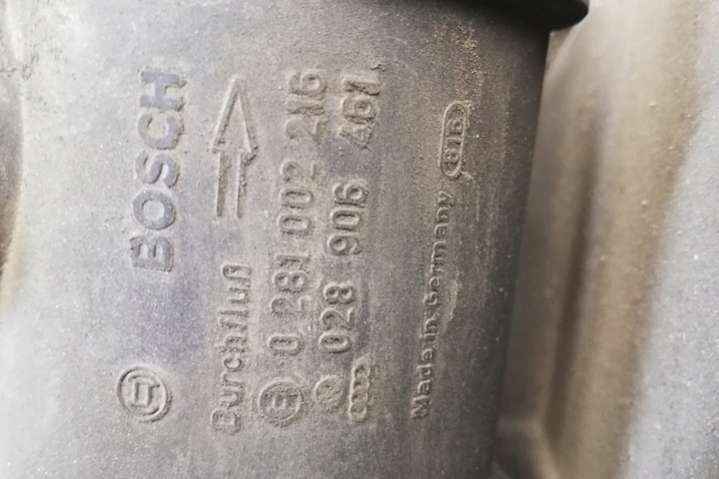 BOSCH
Durchfluß
0 281 002 216
028 906 461
Made in Germany